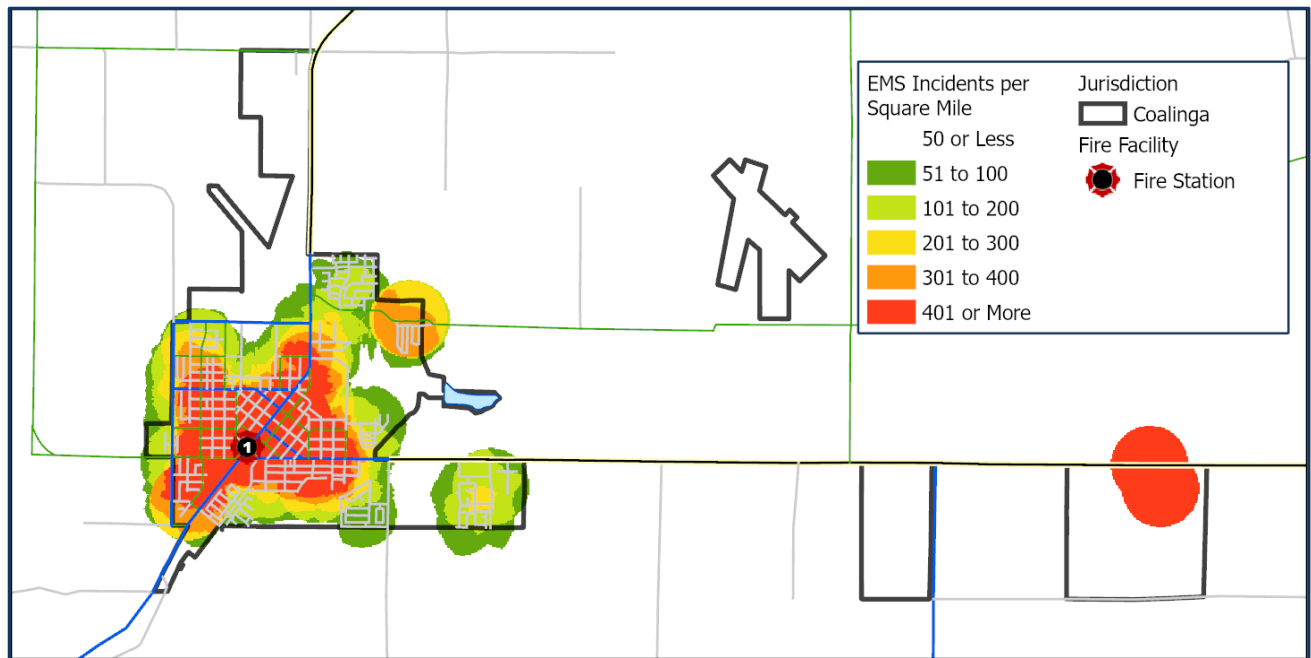 EMS Incidents per
Square Mile
50 or Less
51 to 100
101 to 200
201 to 300
301 to 400
401 or More
Jurisdiction
Coalinga
Fire Facility
Fire Station
1